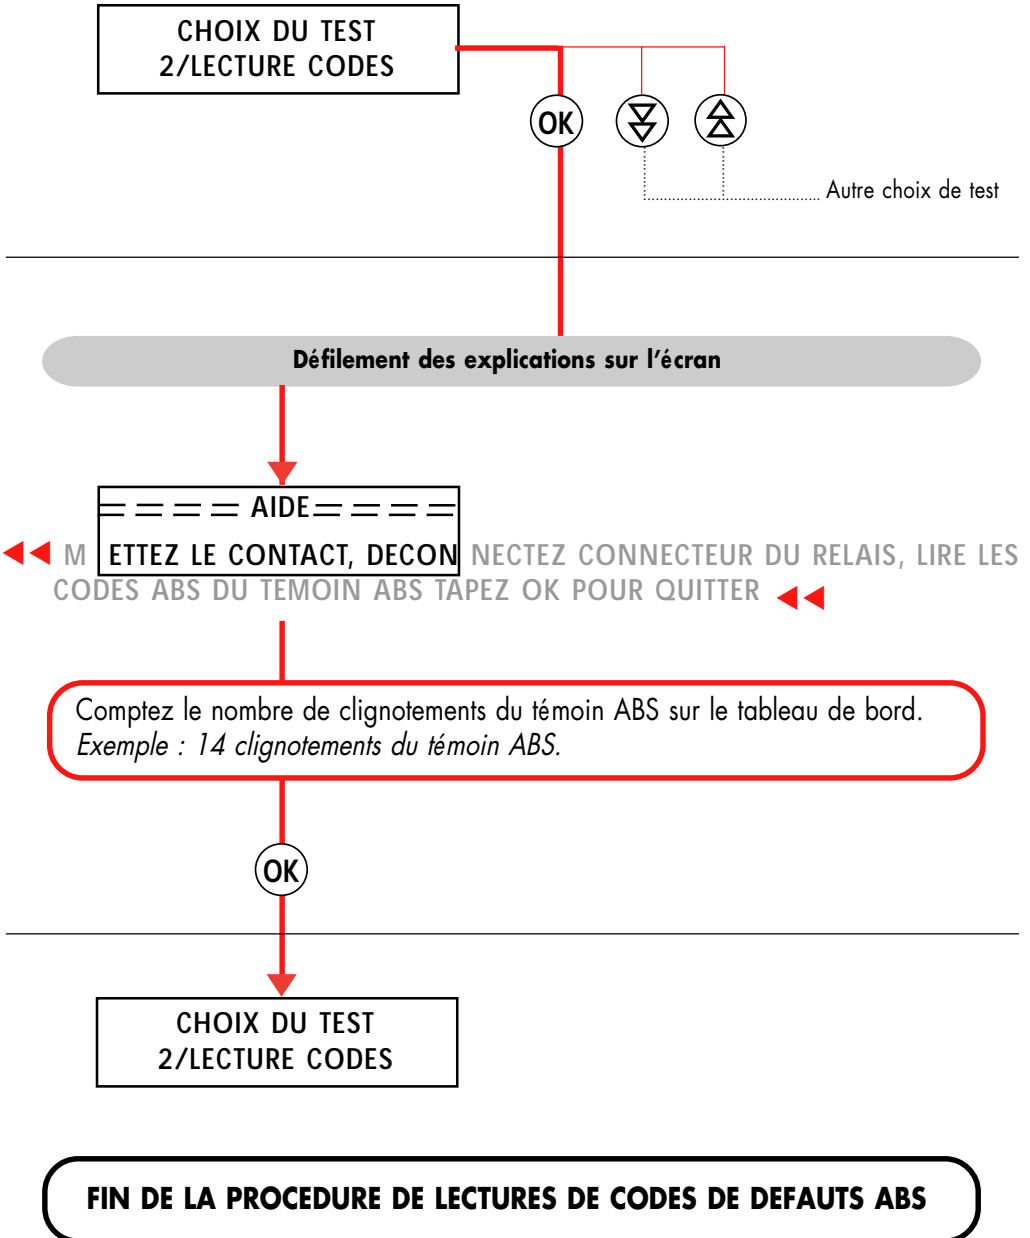 CHOIX DU TEST
2/LECTURE CODES
OK
Autre choix de test
Défilement des explications sur l'écran
= = = = AIDE = = = =
METTEZ LE CONTACT, DECONNECTEZ CONNECTEUR DU RELAIS, LIRE LES
CODES ABS DU TEMOIN ABS TAPEZ OK POUR QUITTER
Comptez le nombre de clignotements du témoin ABS sur le tableau de bord.
Exemple : 14 clignotements du témoin ABS.
OK
CHOIX DU TEST
2/LECTURE CODES
FIN DE LA PROCEDURE DE LECTURES DE CODES DE DEFAUTS ABS